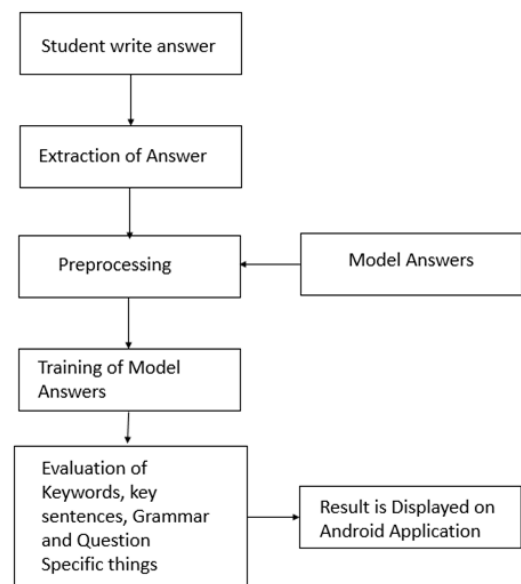 Student write answer
Extraction of Answer
Preprocessing
Model Answers
Training of Model
Answers
Evaluation of
Keywords, key
sentences, Grammar
and Question
Specific things
Result is Displayed on
Android Application